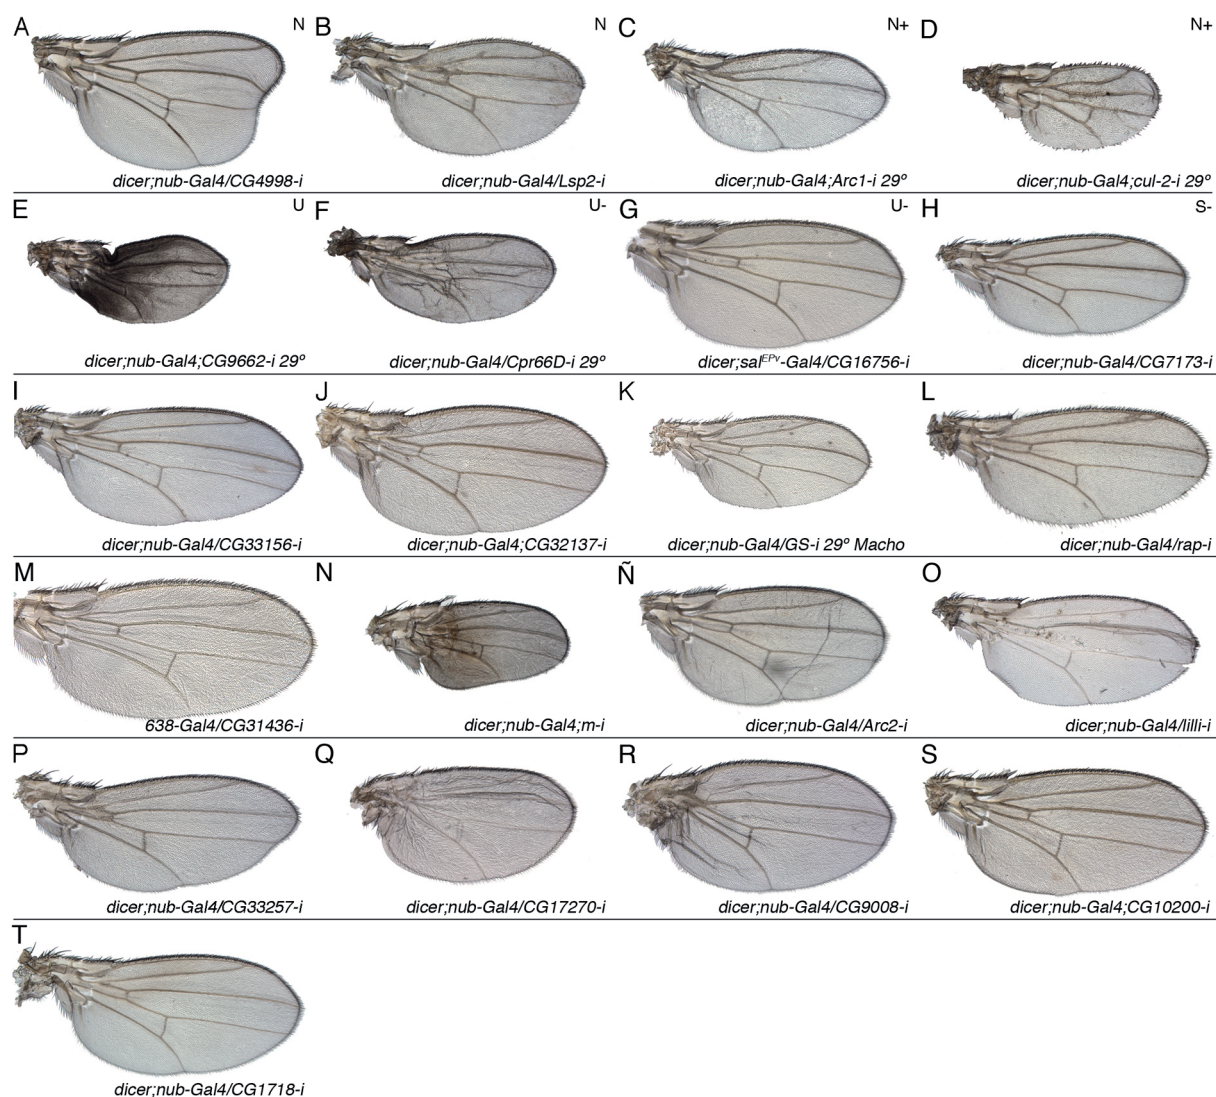 A N B N C N+ D N+
dicer;nub-Gal4/CG4998-i dicer;nub-Gal4/Lsp2-i dicer;nub-Gal4;Arc1-i 29º dicer;nub-Gal4;cul-2-i 29º
E U F U- G U- H S-
dicer;nub-Gal4;CG9662-i 29º dicer;nub-Gal4/Cpr66D-i 29º dicer;salEPv-Gal4/CG16756-i dicer;nub-Gal4/CG7173-i
I J K L
dicer;nub-Gal4/CG33156-i dicer;nub-Gal4;CG32137-i dicer;nub-Gal4/GS-i 29º Macho dicer;nub-Gal4/rap-i
M N Ñ O
638-Gal4/CG31436-i dicer;nub-Gal4;m-i dicer;nub-Gal4/Arc2-i dicer;nub-Gal4/lilli-i
P Q R S
dicer;nub-Gal4/CG33257-i dicer;nub-Gal4/CG17270-i dicer;nub-Gal4/CG9008-i dicer;nub-Gal4;CG10200-i
T
dicer;nub-Gal4/CG1718-i